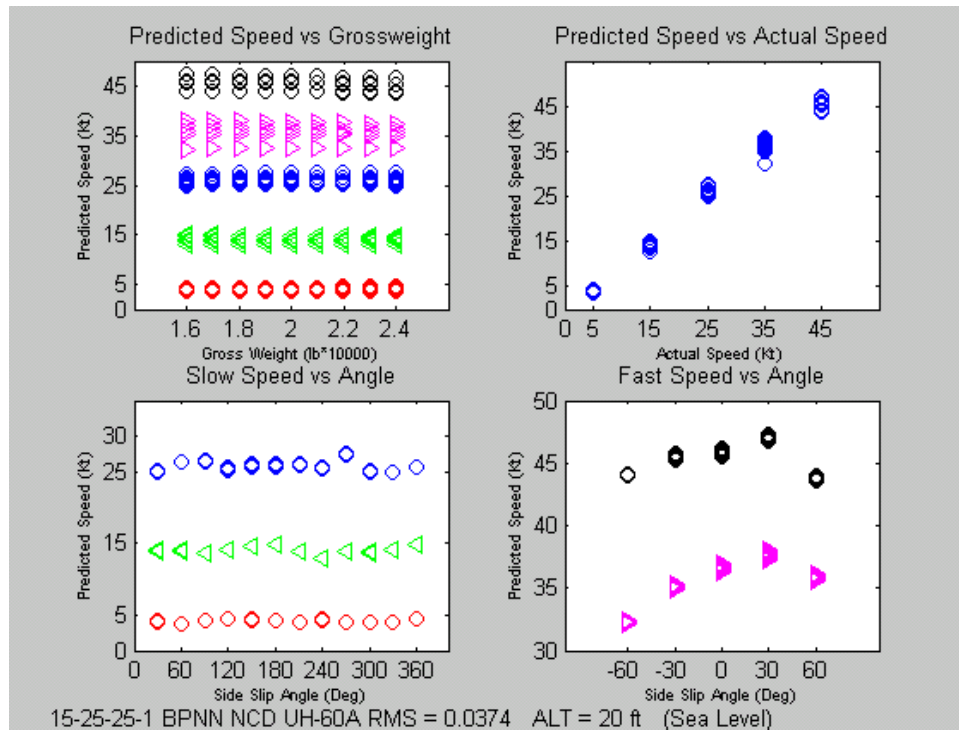 Predicted Speed vs Grossweight
Predicted Speed (Kt)
45
35
25
15
5
0
1.6 1.8 2 2.2 2.4
Gross Weight (lb*10000)
Predicted Speed vs Actual Speed
Predicted Speed (Kt)
45
35
25
15
5
0
0 5 15 25 35 45
Actual Speed (Kt)
Slow Speed vs Angle
Predicted Speed (Kt)
30
25
15
5
0
0 60 120 180 240 300 360
Side Slip Angle (Deg)
Fast Speed vs Angle
Predicted Speed (Kt)
50
45
40
35
30
-60 -30 0 30 60
Side Slip Angle (Deg)
15-25-25-1 BPNN NCD UH-60A RMS = 0.0374 ALT = 20 ft (Sea Level)